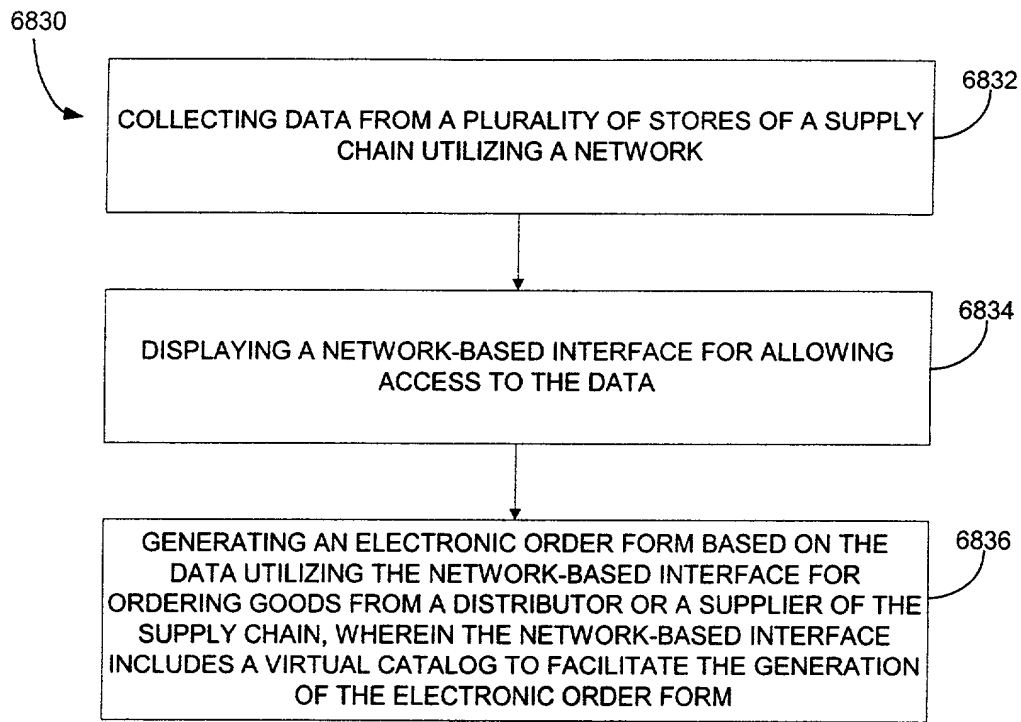 6830
6832
COLLECTING DATA FROM A PLURALITY OF STORES OF A SUPPLY
CHAIN UTILIZING A NETWORK
6834
DISPLAYING A NETWORK-BASED INTERFACE FOR ALLOWING
ACCESS TO THE DATA
6836
GENERATING AN ELECTRONIC ORDER FORM BASED ON THE
DATA UTILIZING THE NETWORK-BASED INTERFACE FOR
ORDERING GOODS FROM A DISTRIBUTOR OR A SUPPLIER OF THE
SUPPLY CHAIN, WHEREIN THE NETWORK-BASED INTERFACE
INCLUDES A VIRTUAL CATALOG TO FACILITATE THE GENERATION
OF THE ELECTRONIC ORDER FORM